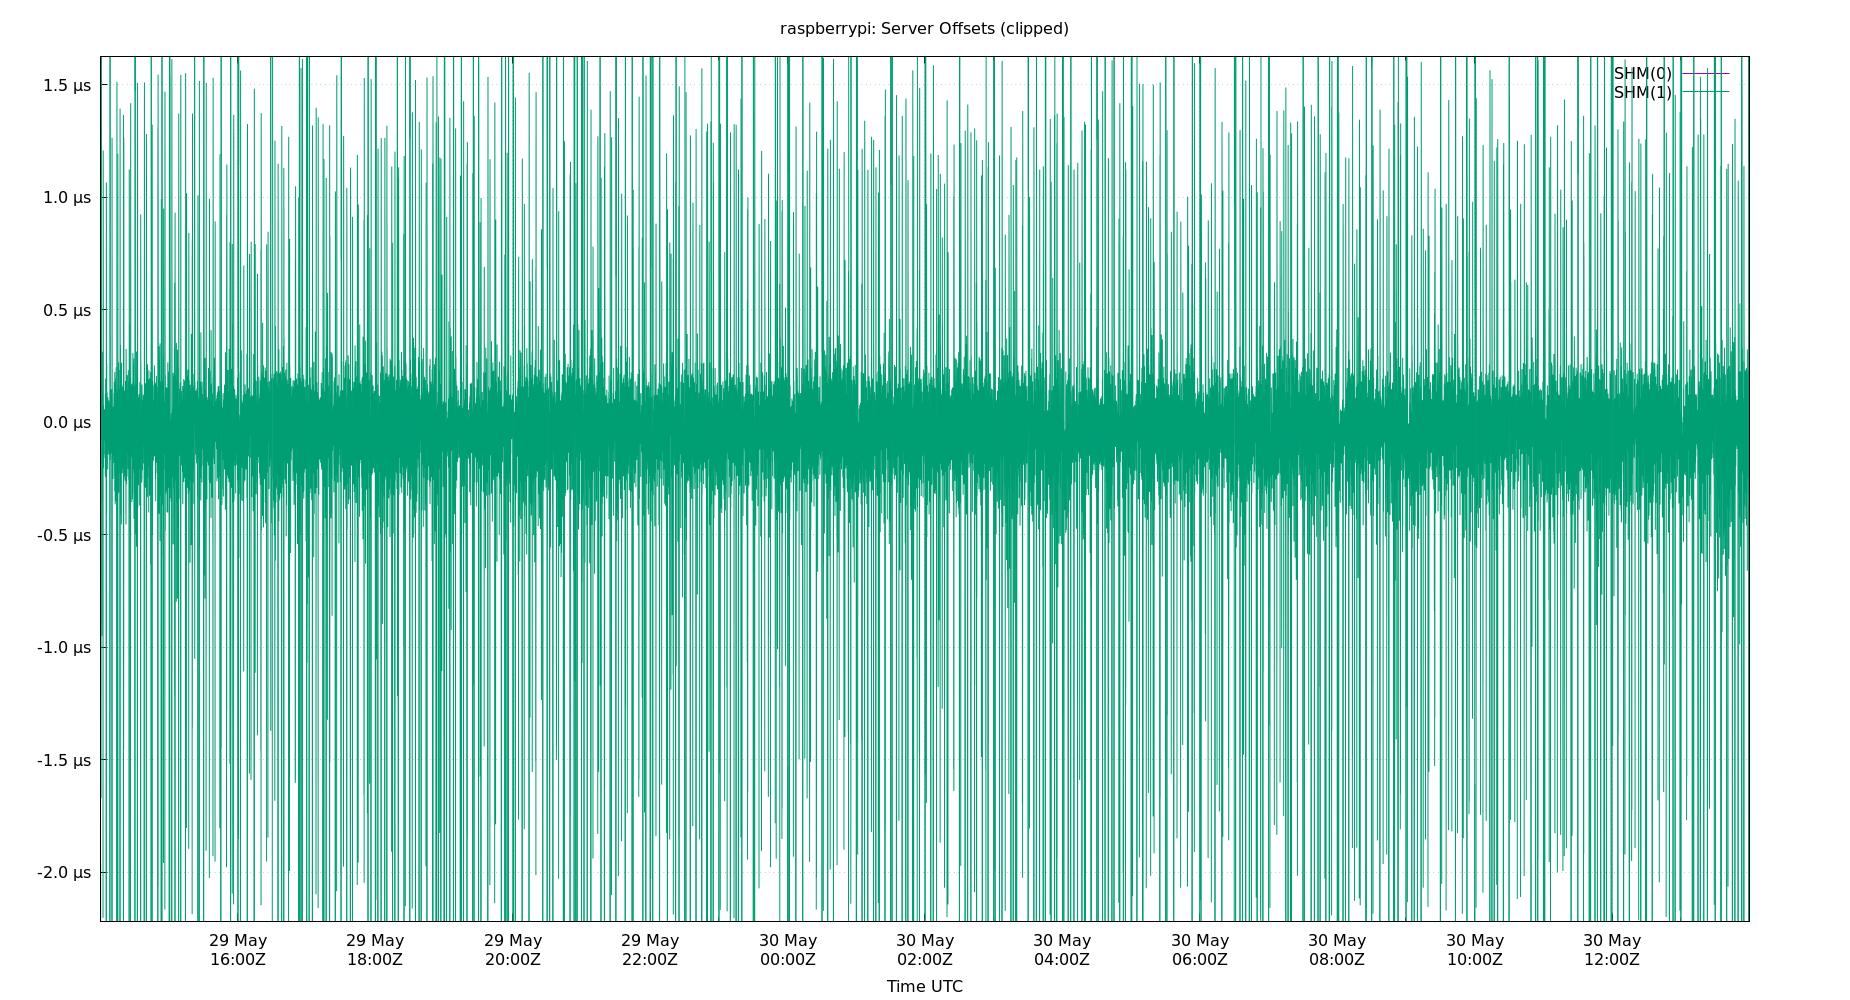 raspberrypi: Server Offsets (clipped)
SHM(0)
SHM(1)
1.5 µs
1.0 µs
0.5 µs
0.0 µs
-0.5 µs
-1.0 µs
-1.5 µs
-2.0 µs
29 May 29 May 29 May 29 May 30 May 30 May 30 May 30 May 30 May 30 May 30 May
16:00Z 18:00Z 20:00Z 22:00Z 00:00Z 02:00Z 04:00Z 06:00Z 08:00Z 10:00Z 12:00Z
Time UTC